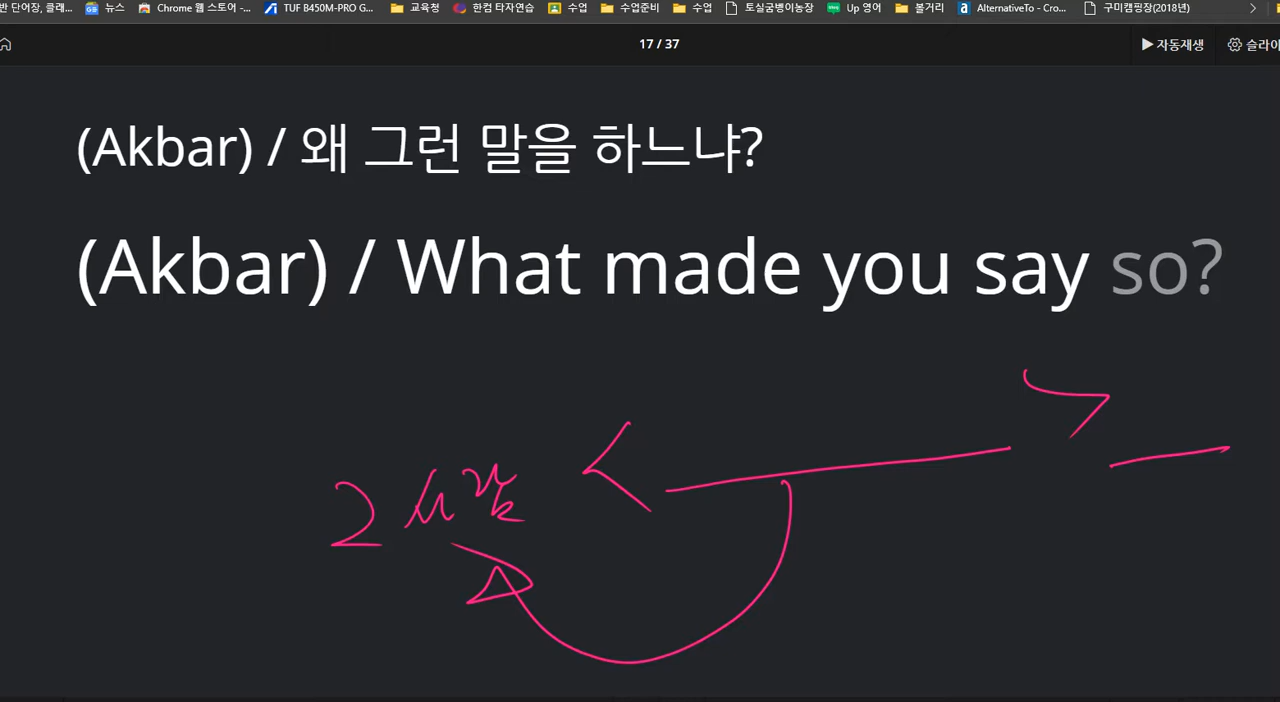 반 단어장, 클래... 뉴스 Chrome 웹 스토어 -... TUF B450M-PRO G... 교육청 한컴 타자연습 수업 수업준비 수업 토실굼벵이농장 Up 영어 볼거리 AlternativeTo - Cro... 구미캠핑장(2018년)
17 / 37 자동재생 슬라이
(Akbar) / 왜 그런 말을 하느냐?
(Akbar) / What made you say so?